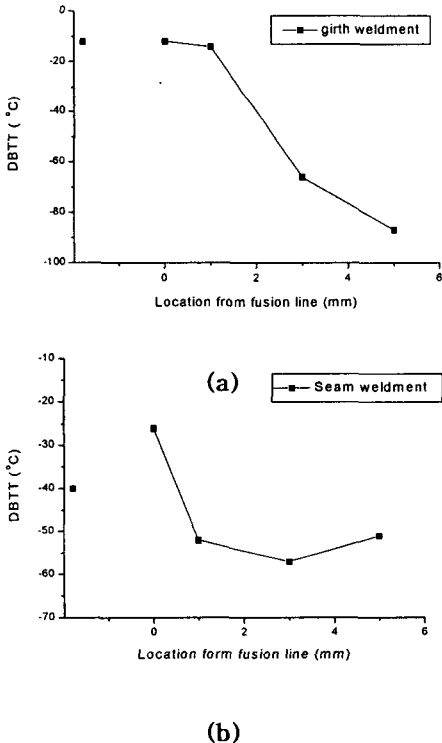 0
-20
-40
-60
-80
-100
DBTT ( °C)
girth weldment
0 2 4 6
Location from fusion line (mm)
(a)
-10
-20
-30
-40
-50
-60
-70
DBTT ( °C)
Seam weldment
0 2 4 6
Location form fusion line (mm)
(b)